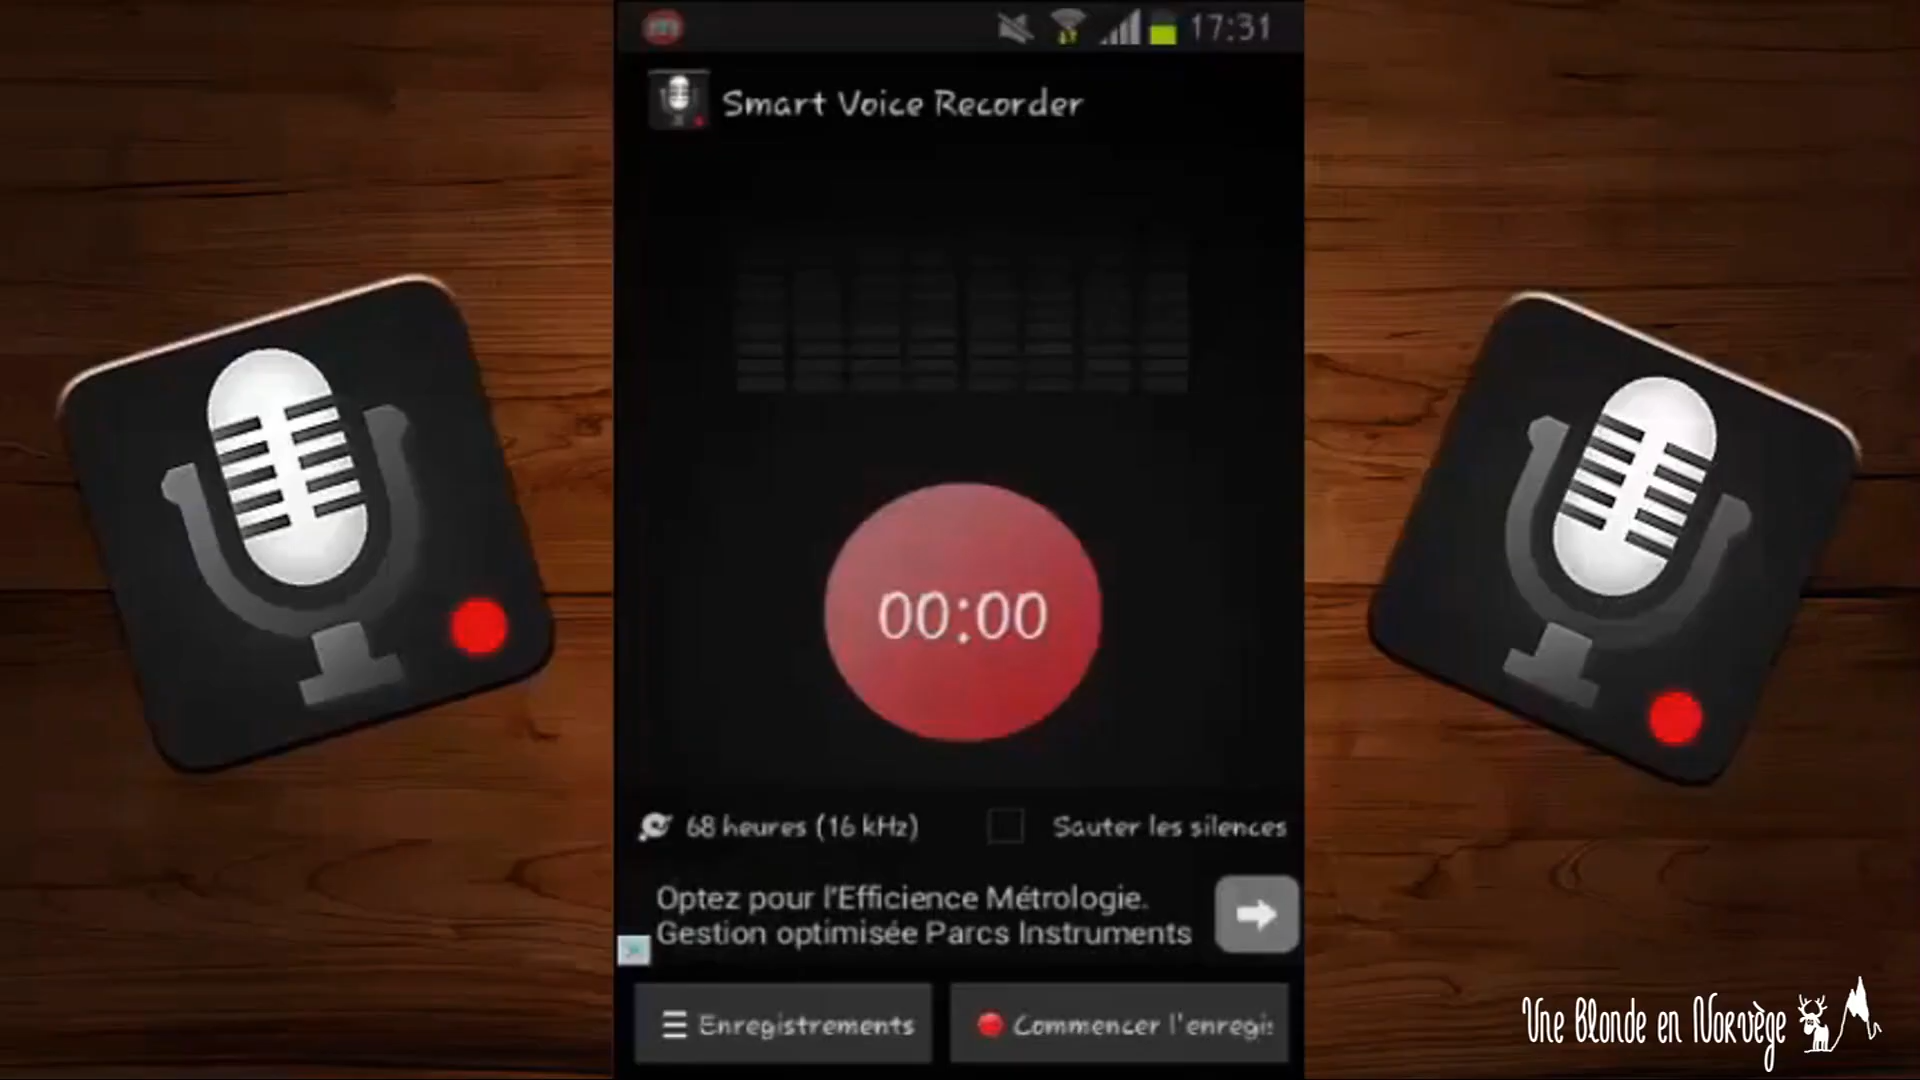 17:31
Smart Voice Recorder
00:00
68 heures (16 kHz)
Sauter les silences
Optez pour l'Efficience Métrologie.
Gestion optimisée Parcs Instruments
Enregistrements
Commencer l'enregis
Une Blonde en Norvège